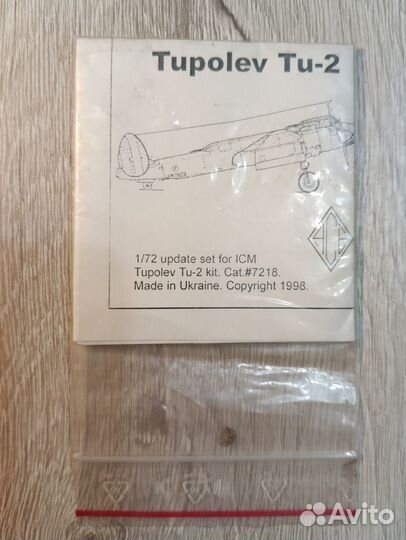 Tupolev Tu-2
1/72 update set for ICM
Tupolev Tu-2 kit. Cat.#7218.
Made in Ukraine. Copyright 1998.
Avito